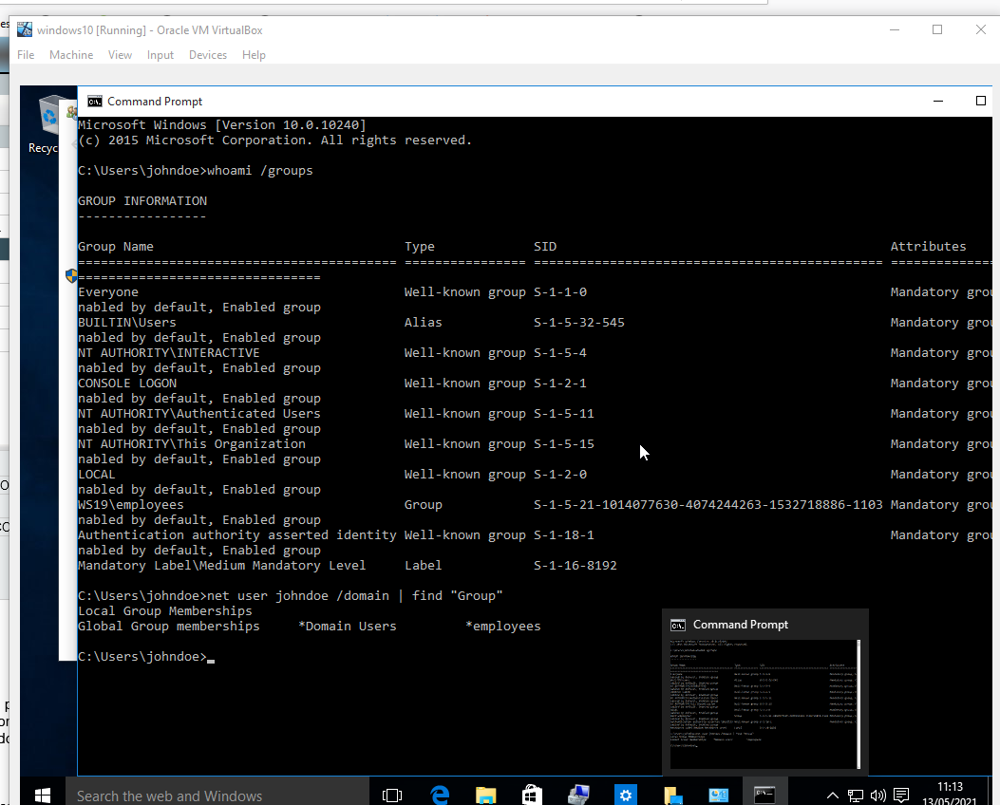 windows10 [Running] - Oracle VM VirtualBox
File Machine View Input Devices Help
Command Prompt
Microsoft Windows [Version 10.0.10240]
(c) 2015 Microsoft Corporation. All rights reserved.
Recyc
C:\Users\johndoe>whoami /groups
GROUP INFORMATION
-----------------
Group Name Type SID Attributes
========================================== ================ ============================================== ==============
================================
Everyone Well-known group S-1-1-0 Mandatory grou
nabled by default, Enabled group
BUILTIN\Users Alias S-1-5-32-545 Mandatory grou
nabled by default, Enabled group
NT AUTHORITY\INTERACTIVE Well-known group S-1-5-4 Mandatory grou
nabled by default, Enabled group
CONSOLE LOGON Well-known group S-1-2-1 Mandatory grou
nabled by default, Enabled group
NT AUTHORITY\Authenticated Users Well-known group S-1-5-11 Mandatory grou
nabled by default, Enabled group
NT AUTHORITY\This Organization Well-known group S-1-5-15 Mandatory grou
nabled by default, Enabled group
LOCAL Well-known group S-1-2-0 Mandatory grou
nabled by default, Enabled group
WS19\employees Group S-1-5-21-1014077630-4074244263-1532718886-1103 Mandatory grou
nabled by default, Enabled group
Authentication authority asserted identity Well-known group S-1-18-1 Mandatory grou
nabled by default, Enabled group
Mandatory Label\Medium Mandatory Level Label S-1-16-8192
C:\Users\johndoe>net user johndoe /domain | find "Group"
Local Group Memberships
Global Group memberships *Domain Users *employees
C:\Users\johndoe>_
Command Prompt
Search the web and Windows
11:13
13/05/2021